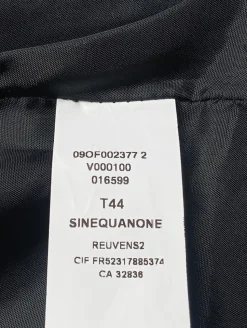 09OF002377 2
V000100
016599
T44
SINEQUANONE
REUVENS2
CIF FR52317885374
CA 32836